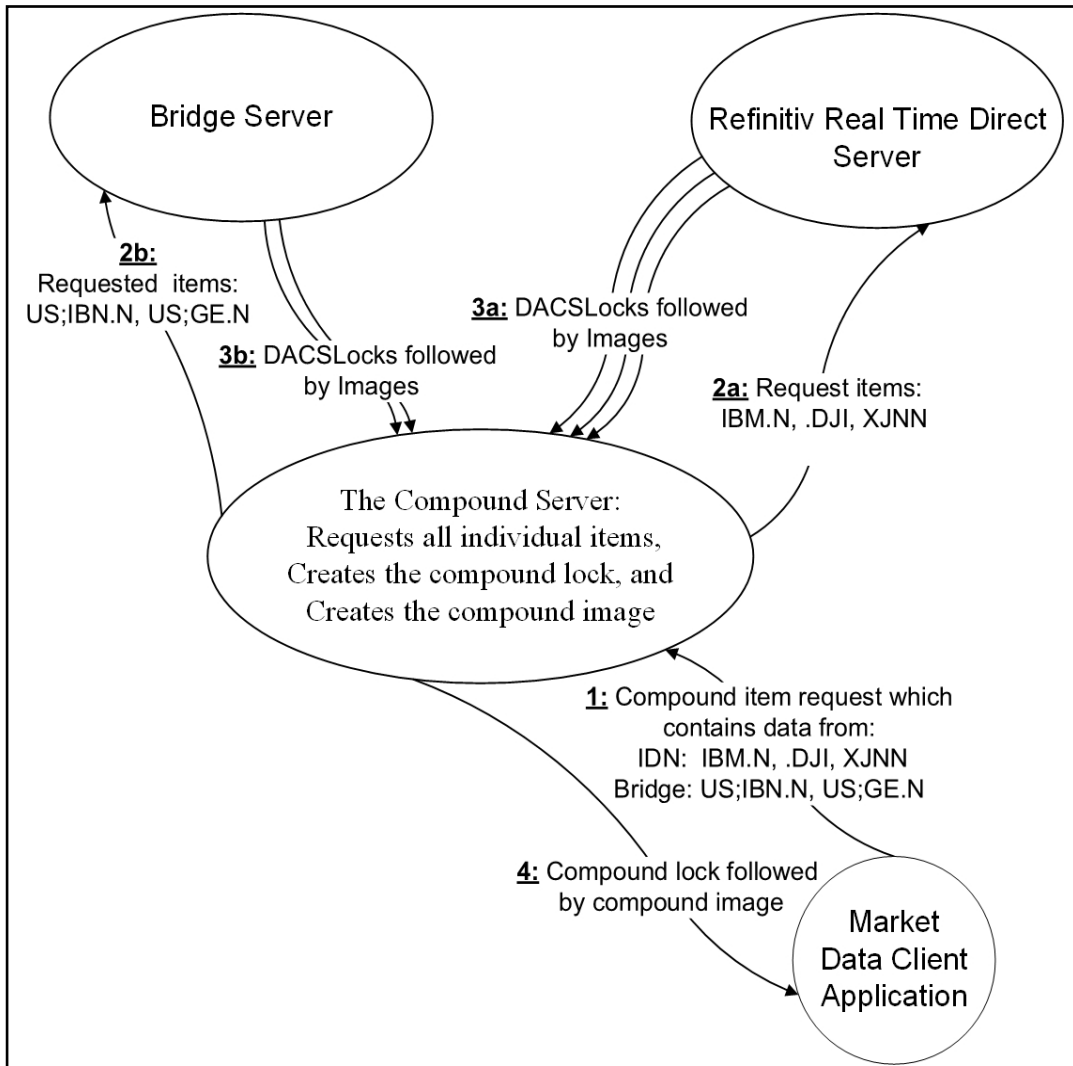 Bridge Server
Refinitiv Real Time Direct
Server
2b:
Requested items:
US;IBN.N, US;GE.N
3b: DACSLocks followed
by Images
3a: DACSLocks followed
by Images
2a: Request items:
IBM.N, .DJI, XJNN
The Compound Server:
Requests all individual items,
Creates the compound lock, and
Creates the compound image
1: Compound item request which
contains data from:
IDN: IBM.N, .DJI, XJNN
Bridge: US;IBN.N, US;GE.N
4: Compound lock followed
by compound image
Market
Data Client
Application